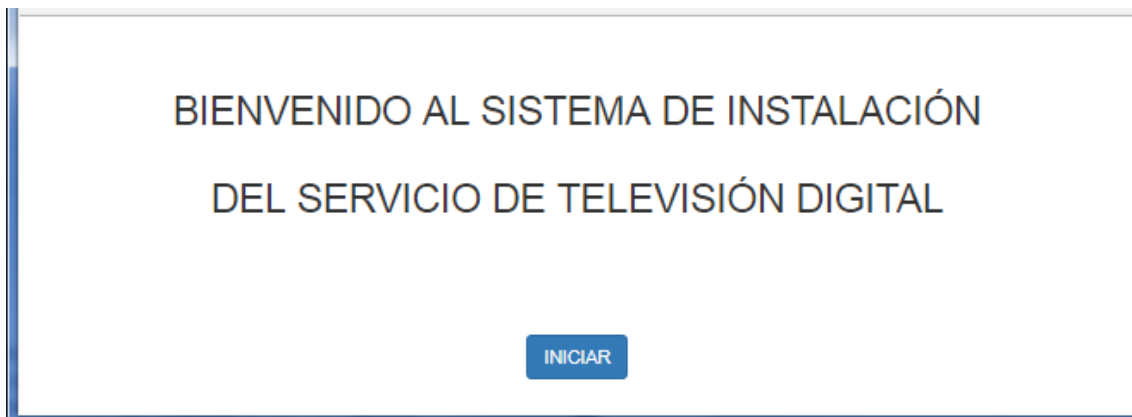 BIENVENIDO AL SISTEMA DE INSTALACIÓN
DEL SERVICIO DE TELEVISIÓN DIGITAL
INICIAR